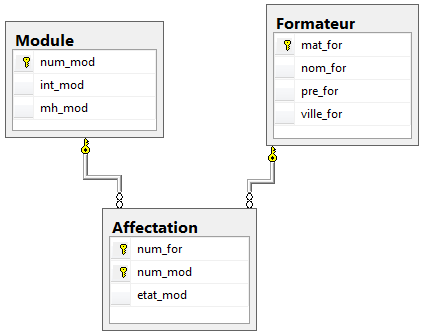 Module
num_mod
int_mod
mh_mod
Formateur
mat_for
nom_for
pre_for
ville_for
Affectation
num_for
num_mod
etat_mod